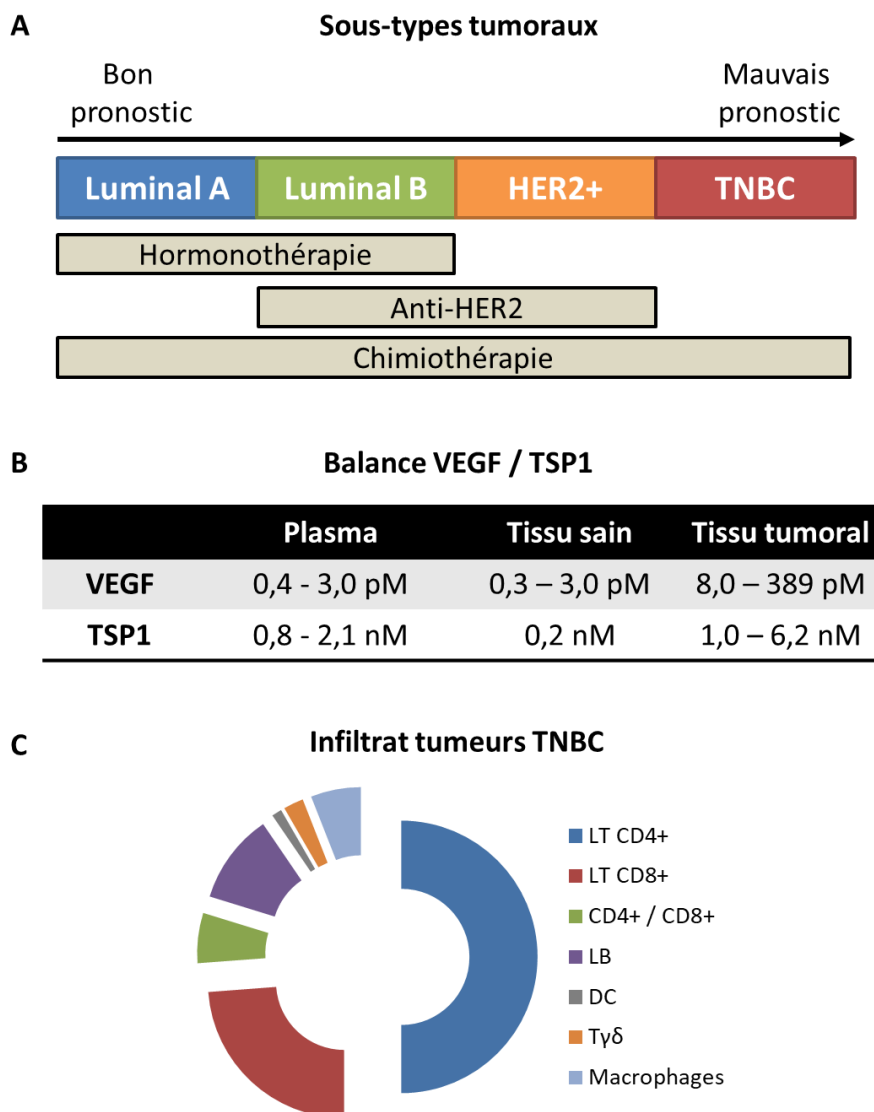 A
Sous-types tumoraux
Bon
pronostic
Mauvais
pronostic
Luminal A
Luminal B
HER2+
TNBC
Hormonothérapie
Anti-HER2
Chimiothérapie
B
Balance VEGF / TSP1
Plasma Tissu sain Tissu tumoral
VEGF 0,4 - 3,0 pM 0,3 – 3,0 pM 8,0 – 389 pM
TSP1 0,8 - 2,1 nM 0,2 nM 1,0 – 6,2 nM
C
Infiltrat tumeurs TNBC
LT CD4+
LT CD8+
CD4+ / CD8+
LB
DC
Tγδ
Macrophages